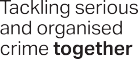 Tackling serious
and organised
crime together